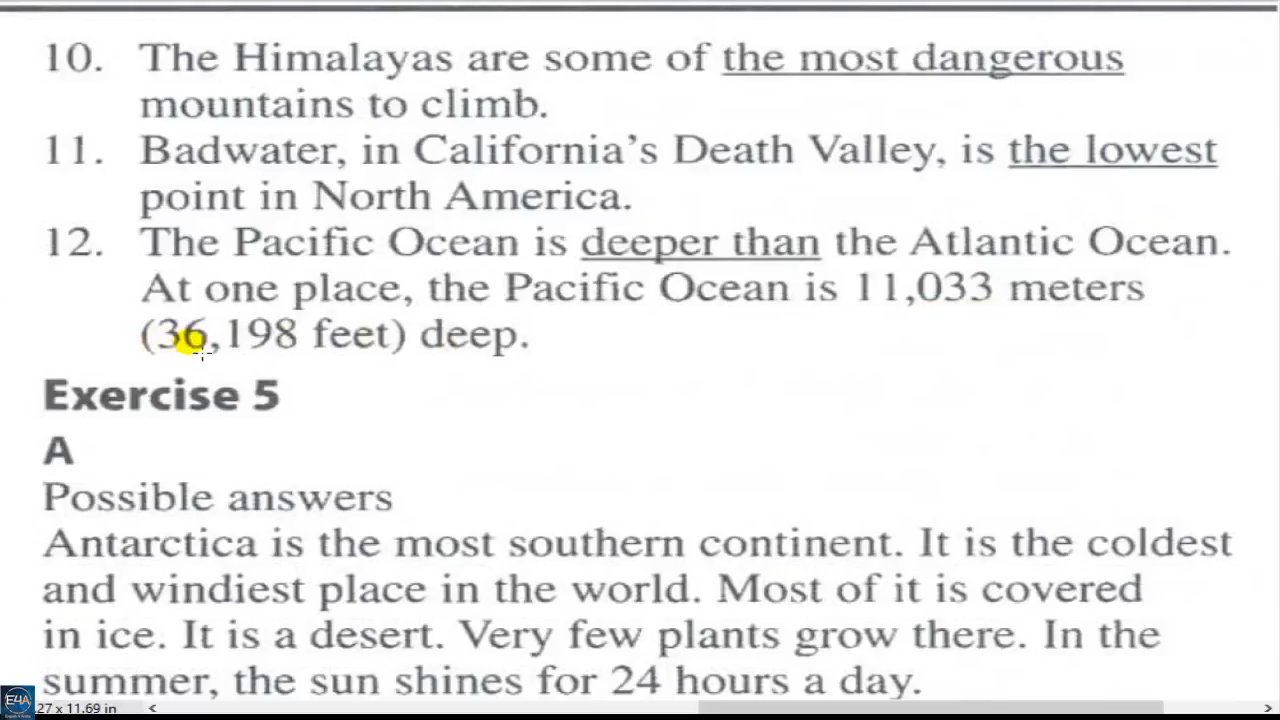 10. The Himalayas are some of the most dangerous
mountains to climb.
11. Badwater, in California's Death Valley, is the lowest
point in North America.
12. The Pacific Ocean is deeper than the Atlantic Ocean.
At one place, the Pacific Ocean is 11,033 meters
(36,198 feet) deep.
Exercise 5
A
Possible answers
Antarctica is the most southern continent. It is the coldest
and windiest place in the world. Most of it is covered
in ice. It is a desert. Very few plants grow there. In the
summer, the sun shines for 24 hours a day.
E4A
.27 x 11.69 in